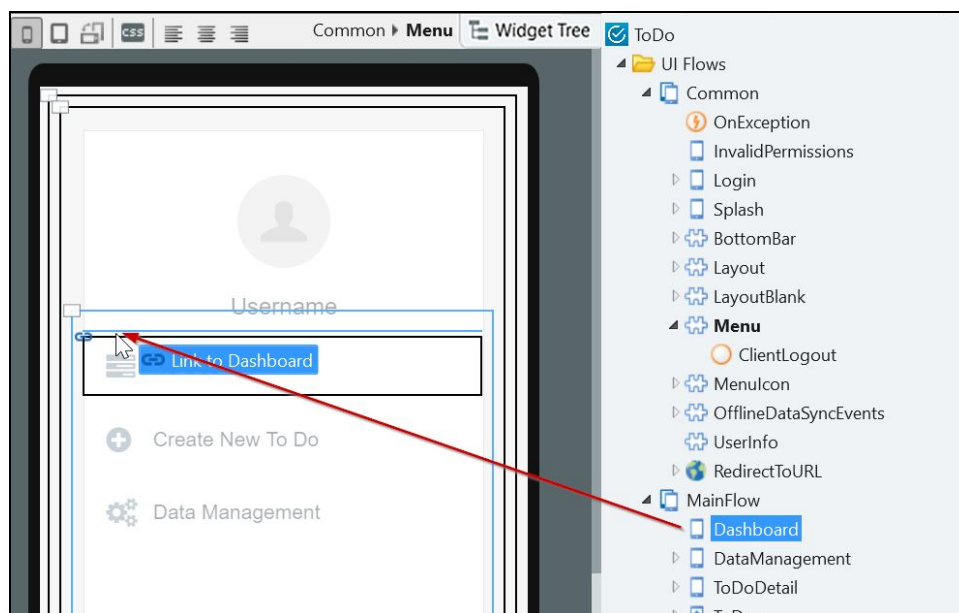 css
Common Menu
Widget Tree
Username
Link to Dashboard
Create New To Do
Data Management
ToDo
UI Flows
Common
OnException
InvalidPermissions
Login
Splash
BottomBar
Layout
LayoutBlank
Menu
ClientLogout
MenuIcon
OfflineDataSyncEvents
UserInfo
RedirectToURL
MainFlow
Dashboard
DataManagement
ToDoDetail